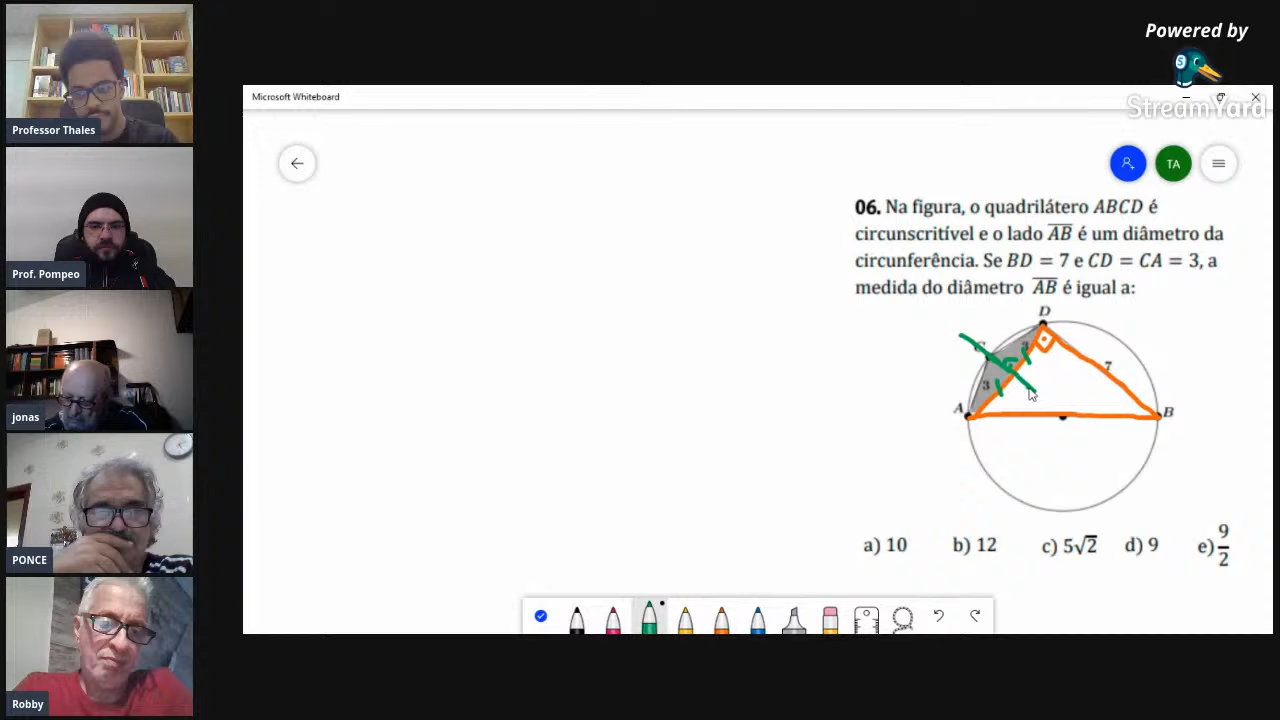 Powered by
StreamYard
Professor Thales
Prof. Pompeo
jonas
PONCE
Robby
Microsoft Whiteboard
TA
06. Na figura, o quadrilátero ABCD é
circunscritível e o lado A̅B̅ é um diâmetro da
circunferência. Se BD = 7 e CD = CA = 3, a
medida do diâmetro A̅B̅ é igual a:
D
C
3
7
3
A
B
a) 10 b) 12 c) 5√2 d) 9 e) 9/2